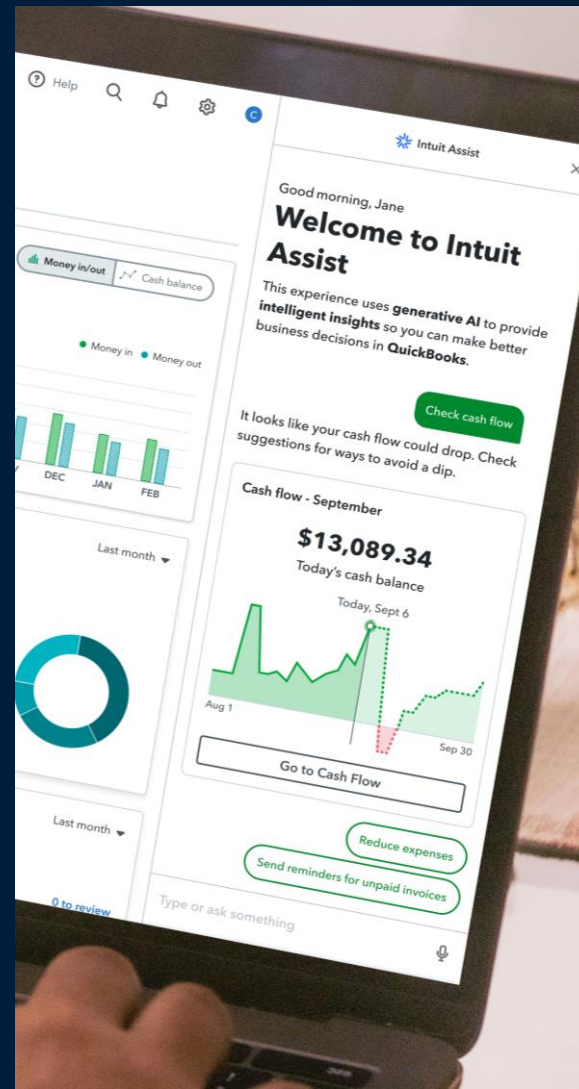 Help
C
Money in/out
Cash balance
Money in
Money out
DEC
JAN
FEB
Last month
Last month
0 to review
Intuit Assist
Good morning, Jane
Welcome to Intuit
Assist
This experience uses generative AI to provide
intelligent insights so you can make better
business decisions in QuickBooks.
Check cash flow
It looks like your cash flow could drop. Check
suggestions for ways to avoid a dip.
Cash flow - September
$13,089.34
Today's cash balance
Today, Sept 6
Aug 1
Sep 30
Go to Cash Flow
Reduce expenses
Send reminders for unpaid invoices
Type or ask something